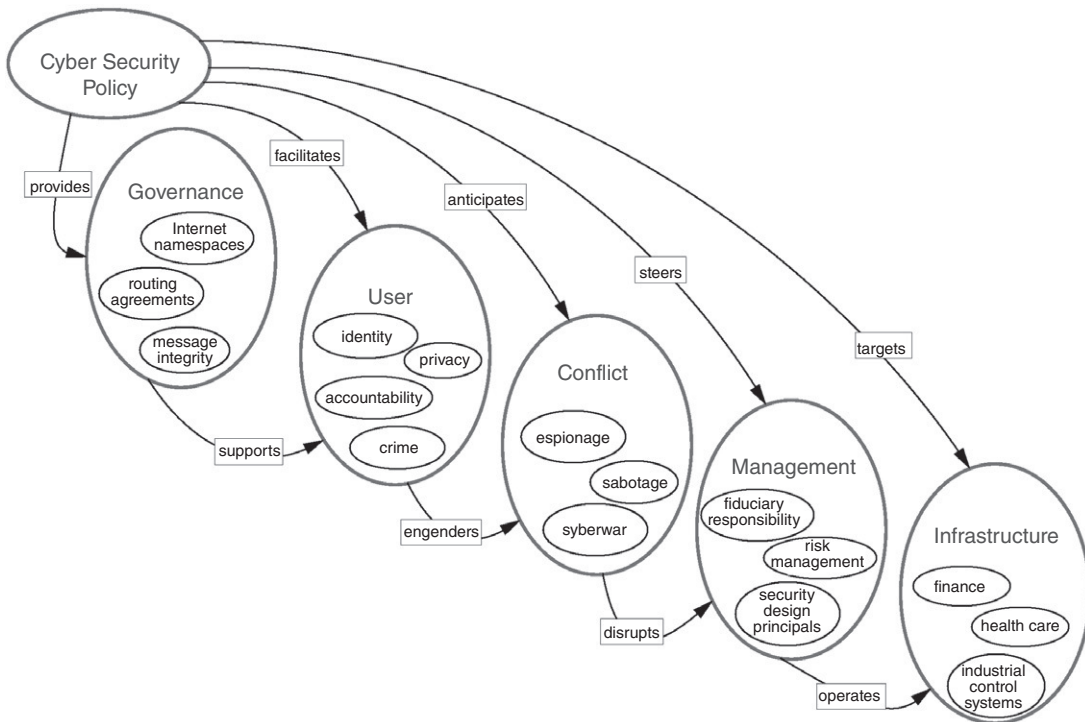 Cyber Security
Policy
provides
facilitates
anticipates
steers
targets
Governance
Internet
namespaces
routing
agreements
message
integrity
supports
User
identity
privacy
accountability
crime
engenders
Conflict
espionage
sabotage
syberwar
disrupts
Management
fiduciary
responsibility
risk
management
security
design
principals
operates
Infrastructure
finance
health care
industrial
control
systems